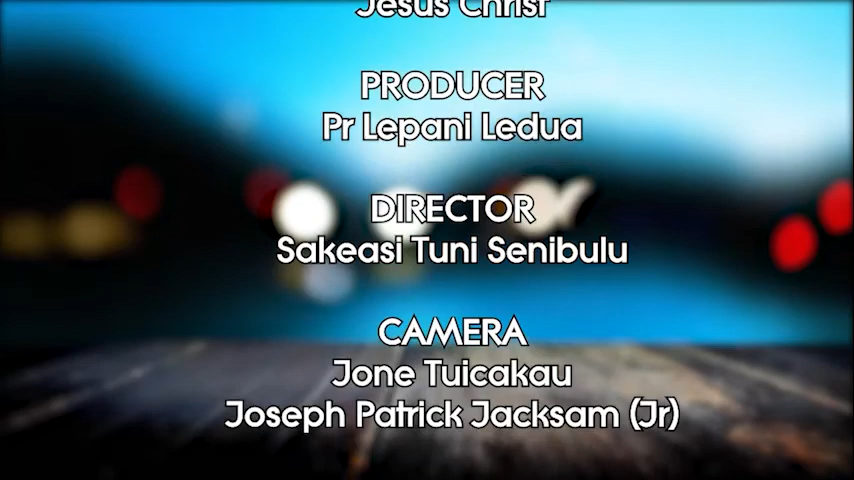 Jesus Christ
PRODUCER
Pr Lepani Ledua
DIRECTOR
Sakeasi Tuni Senibulu
CAMERA
Jone Tuicakau
Joseph Patrick Jacksam (Jr)